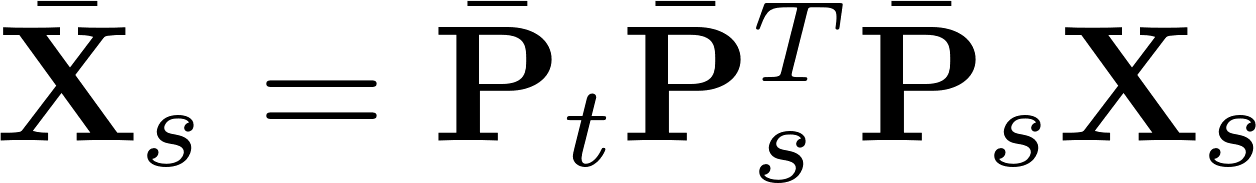 X̄_s = P̄_t P̄_s^T P̄_s X_s